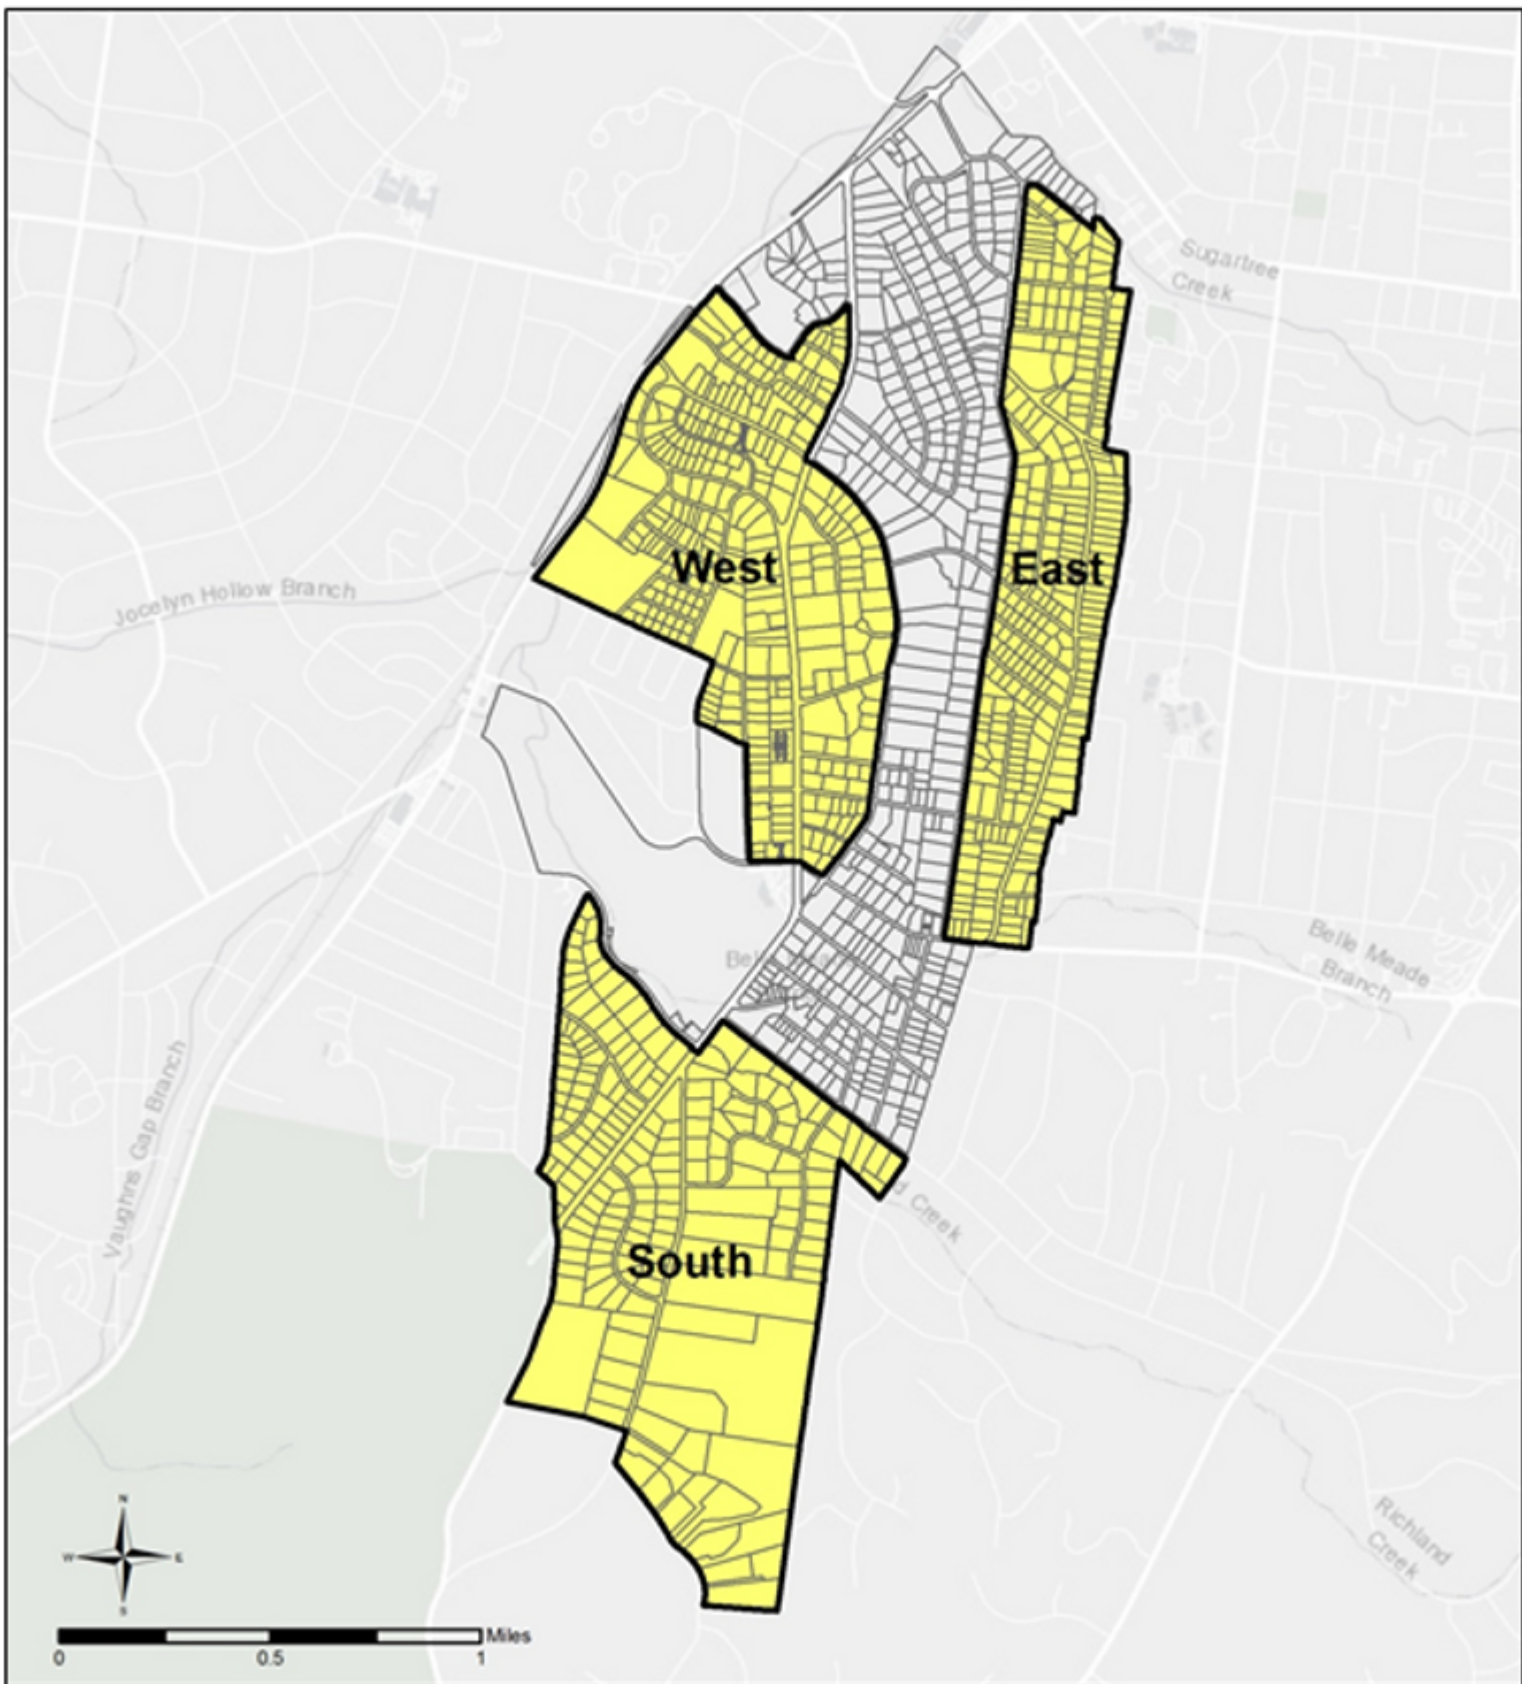 Sugartree
Creek
West
East
Jocelyn Hollow Branch
Belle Meade
Branch
Vaughns Gap Branch
Creek
South
Richland
Creek
N
W
E
S
Miles
0
0.5
1